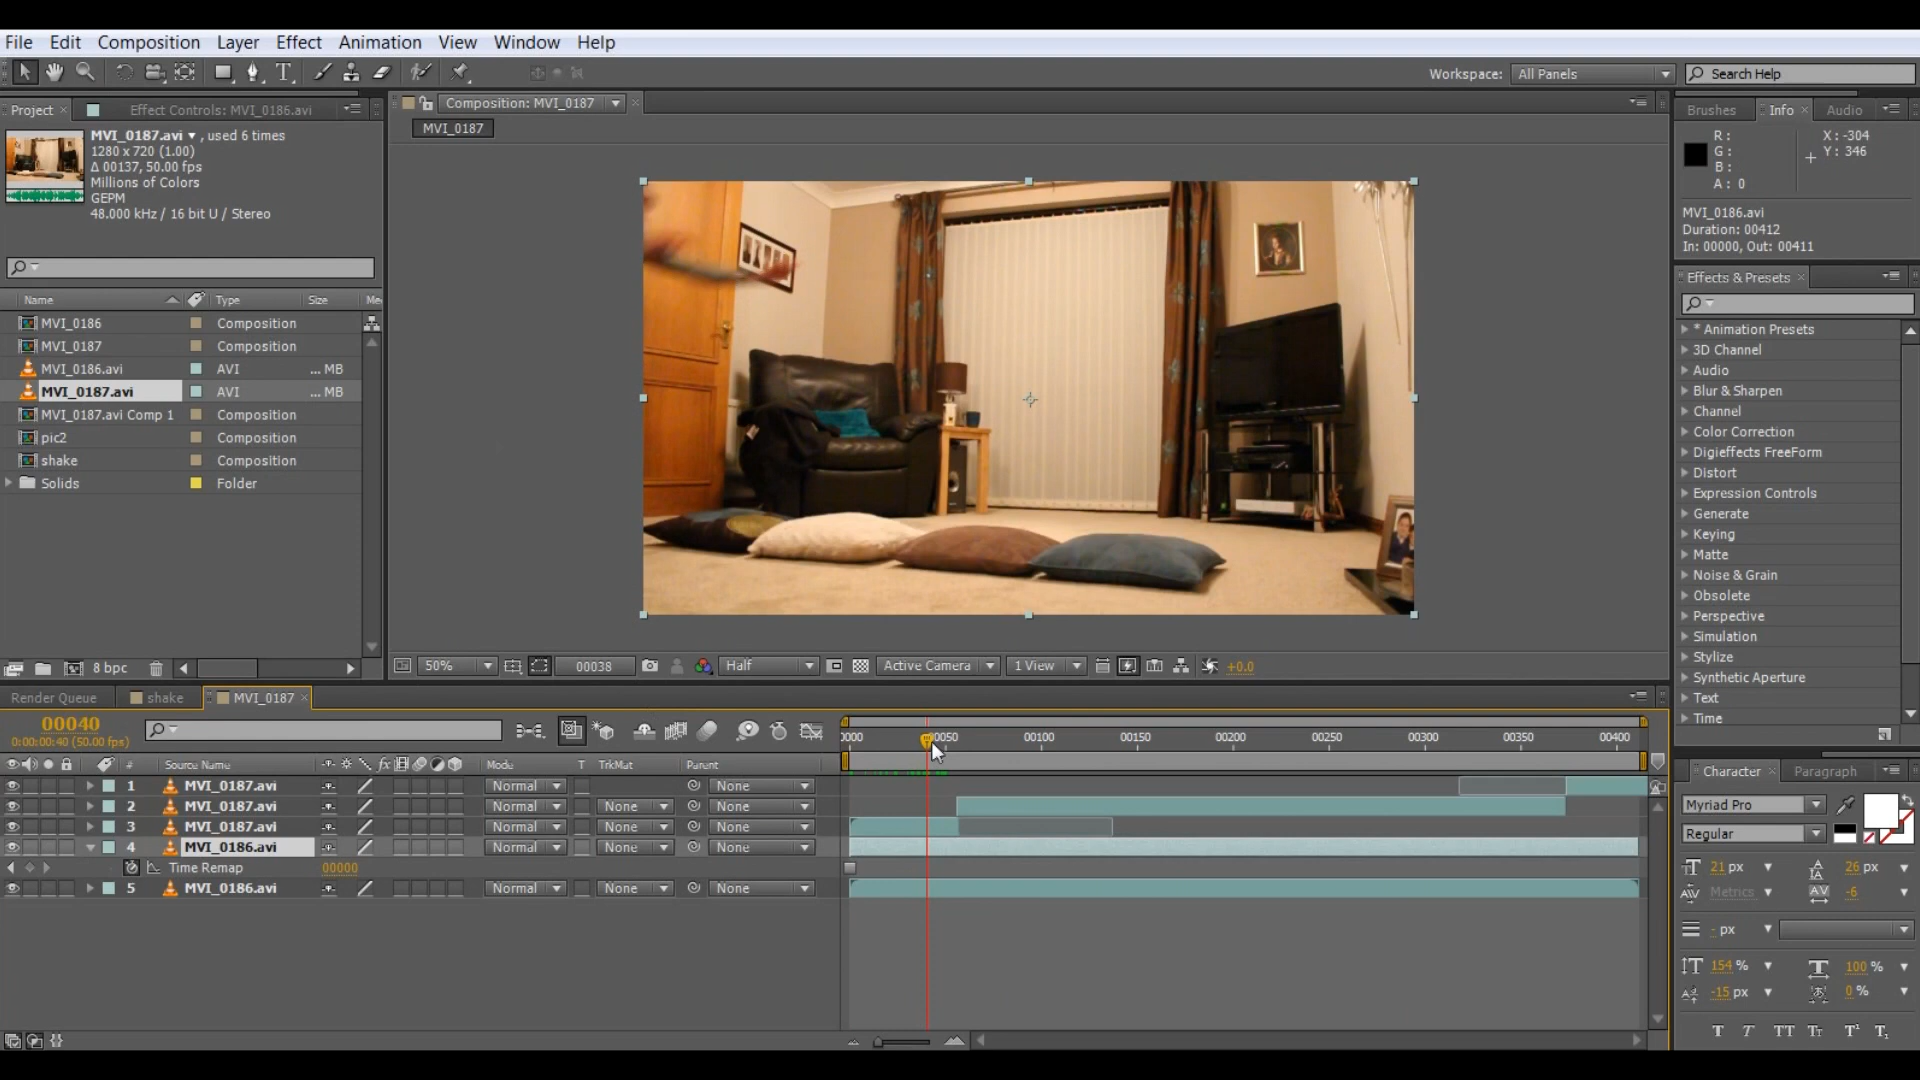 File Edit Composition Layer Effect Animation View Window Help
Workspace: All Panels Search Help
Project Effect Controls: MVI_0186.avi
MVI_0187.avi ▼ , used 6 times
1280 x 720 (1.00)
Δ 00137, 50.00 fps
Millions of Colors
GEPM
48.000 kHz / 16 bit U / Stereo
Name Type Size Me
MVI_0186 Composition
MVI_0187 Composition
MVI_0186.avi AVI ... MB
MVI_0187.avi AVI ... MB
MVI_0187.avi Comp 1 Composition
pic2 Composition
shake Composition
Solids Folder
8 bpc
Composition: MVI_0187
MVI_0187
50% 00038 Half Active Camera 1 View +0.0
Brushes Info Audio
R : X : -304
G : Y : 346
B :
A : 0
MVI_0186.avi
Duration: 00412
In: 00000, Out: 00411
Effects & Presets
* Animation Presets
3D Channel
Audio
Blur & Sharpen
Channel
Color Correction
Digieffects FreeForm
Distort
Expression Controls
Generate
Keying
Matte
Noise & Grain
Obsolete
Perspective
Simulation
Stylize
Synthetic Aperture
Text
Time
Render Queue shake MVI_0187
00040
0:00:00:40 (50.00 fps)
0000 00050 00100 00150 00200 00250 00300 00350 00400
# Source Name fx Mode T TrkMat Parent
1 MVI_0187.avi Normal None
2 MVI_0187.avi Normal None None
3 MVI_0187.avi Normal None None
4 MVI_0186.avi Normal None None
Time Remap 00000
5 MVI_0186.avi Normal None None
Character Paragraph
Myriad Pro
Regular
21 px 26 px
Metrics -6
- px
154 % 100 %
-15 px 0 %
T T TT Tт T¹ T,